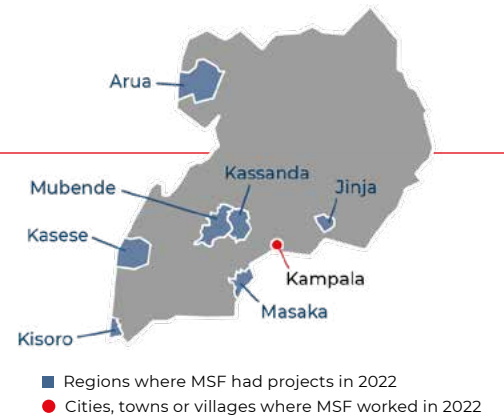 Arua
Kassanda
Mubende
Jinja
Kasese
Kampala
Masaka
Kisoro
Regions where MSF had projects in 2022
Cities, towns or villages where MSF worked in 2022